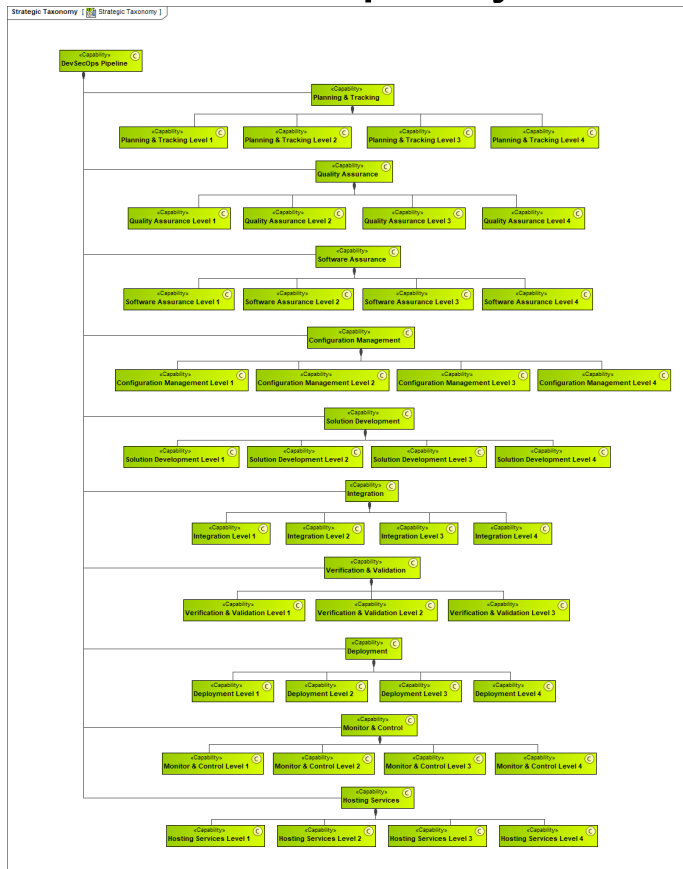 Strategic Taxonomy [ Strategic Taxonomy ]
«Capability» C
DevSecOps Pipeline
«Capability» C
Planning & Tracking
«Capability» C «Capability» C «Capability» C «Capability» C
Planning & Tracking Level 1 Planning & Tracking Level 2 Planning & Tracking Level 3 Planning & Tracking Level 4
«Capability» C
Quality Assurance
«Capability» C «Capability» C «Capability» C «Capability» C
Quality Assurance Level 1 Quality Assurance Level 2 Quality Assurance Level 3 Quality Assurance Level 4
«Capability» C
Software Assurance
«Capability» C «Capability» C «Capability» C «Capability» C
Software Assurance Level 1 Software Assurance Level 2 Software Assurance Level 3 Software Assurance Level 4
«Capability» C
Configuration Management
«Capability» C «Capability» C «Capability» C «Capability» C
Configuration Management Level 1 Configuration Management Level 2 Configuration Management Level 3 Configuration Management Level 4
«Capability» C
Solution Development
«Capability» C «Capability» C «Capability» C «Capability» C
Solution Development Level 1 Solution Development Level 2 Solution Development Level 3 Solution Development Level 4
«Capability» C
Integration
«Capability» C «Capability» C «Capability» C «Capability» C
Integration Level 1 Integration Level 2 Integration Level 3 Integration Level 4
«Capability» C
Verification & Validation
«Capability» C «Capability» C «Capability» C
Verification & Validation Level 1 Verification & Validation Level 2 Verification & Validation Level 3
«Capability» C
Deployment
«Capability» C «Capability» C «Capability» C «Capability» C
Deployment Level 1 Deployment Level 2 Deployment Level 3 Deployment Level 4
«Capability» C
Monitor & Control
«Capability» C «Capability» C «Capability» C «Capability» C
Monitor & Control Level 1 Monitor & Control Level 2 Monitor & Control Level 3 Monitor & Control Level 4
«Capability» C
Hosting Services
«Capability» C «Capability» C «Capability» C «Capability» C
Hosting Services Level 1 Hosting Services Level 2 Hosting Services Level 3 Hosting Services Level 4